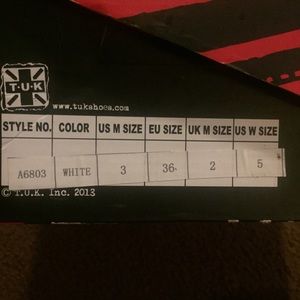 T·U·K
www.tukshoes.com
STYLE NO. COLOR US M SIZE EU SIZE UK M SIZE US W SIZE
A6803 WHITE 3 36 2 5
© T.U.K. Inc. 2013